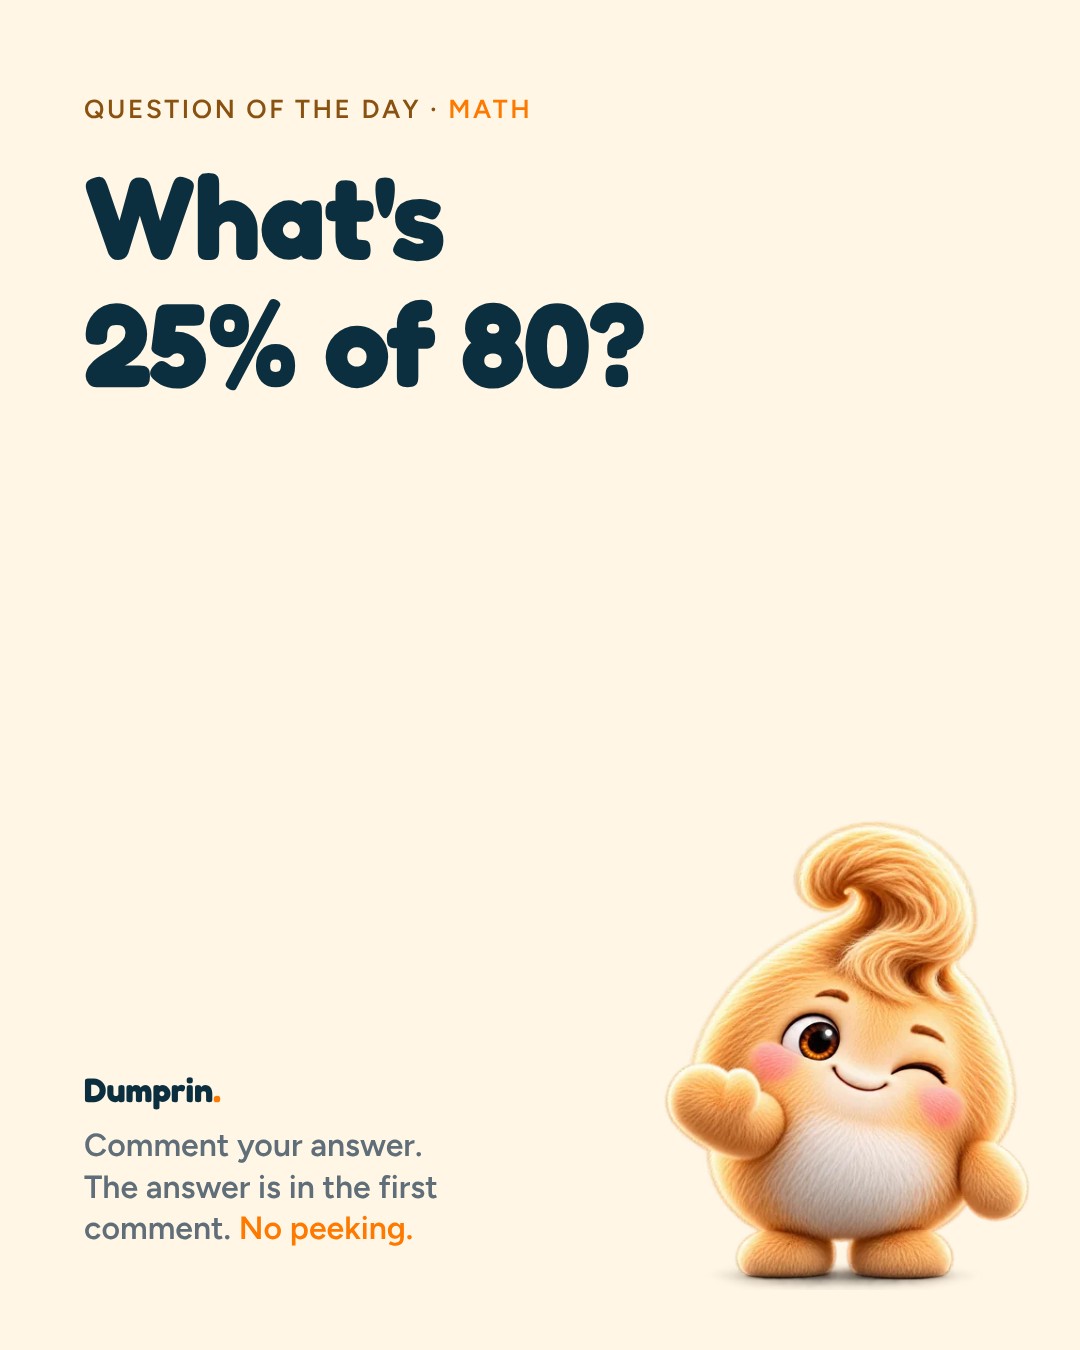 QUESTION OF THE DAY · MATH
What's
25% of 80?
Dumprin.
Comment your answer.
The answer is in the first
comment. No peeking.